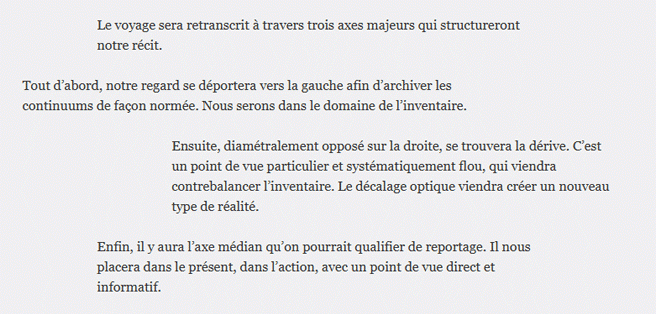 Le voyage sera retranscrit à travers trois axes majeurs qui structureront
notre récit.
Tout d’abord, notre regard se déportera vers la gauche afin d’archiver les
continuums de façon normée. Nous serons dans le domaine de l’inventaire.
Ensuite, diamétralement opposé sur la droite, se trouvera la dérive. C’est
un point de vue particulier et systématiquement flou, qui viendra
contrebalancer l’inventaire. Le décalage optique viendra créer un nouveau
type de réalité.
Enfin, il y aura l’axe médian qu’on pourrait qualifier de reportage. Il nous
placera dans le présent, dans l’action, avec un point de vue direct et
informatif.